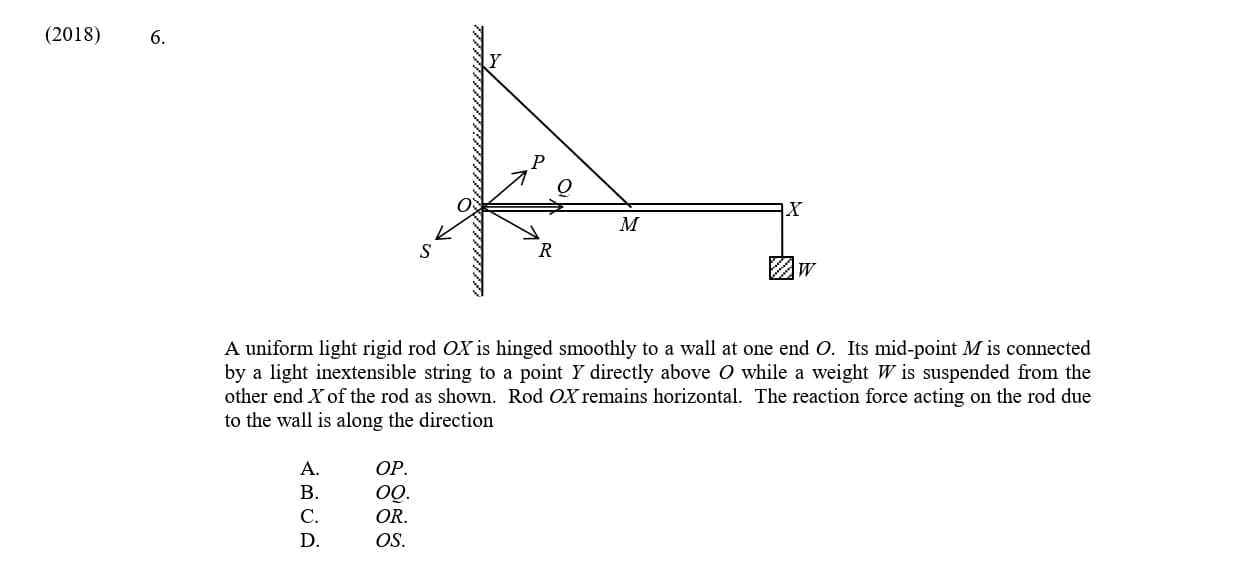 (2018) 6.
Y
P
Q
O
X
M
S
R
W
A uniform light rigid rod OX is hinged smoothly to a wall at one end O. Its mid-point M is connected
by a light inextensible string to a point Y directly above O while a weight W is suspended from the
other end X of the rod as shown. Rod OX remains horizontal. The reaction force acting on the rod due
to the wall is along the direction
A. OP.
B. OQ.
C. OR.
D. OS.